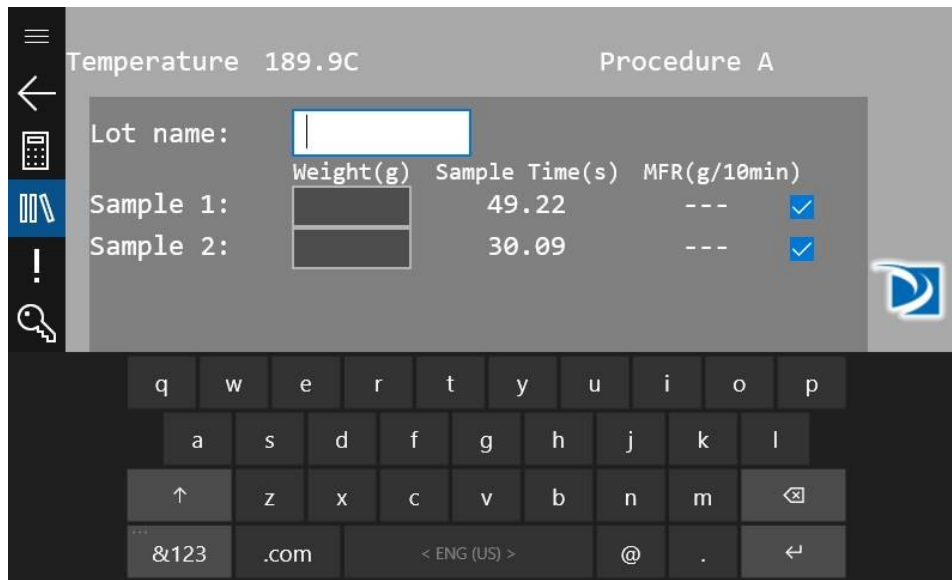 Temperature 189.9C Procedure A
Lot name:
Weight(g) Sample Time(s) MFR(g/10min)
Sample 1: 49.22 ---
Sample 2: 30.09 ---
q w e r t y u i o p
a s d f g h j k l
z x c v b n m
&123 .com < ENG (US) > @ .